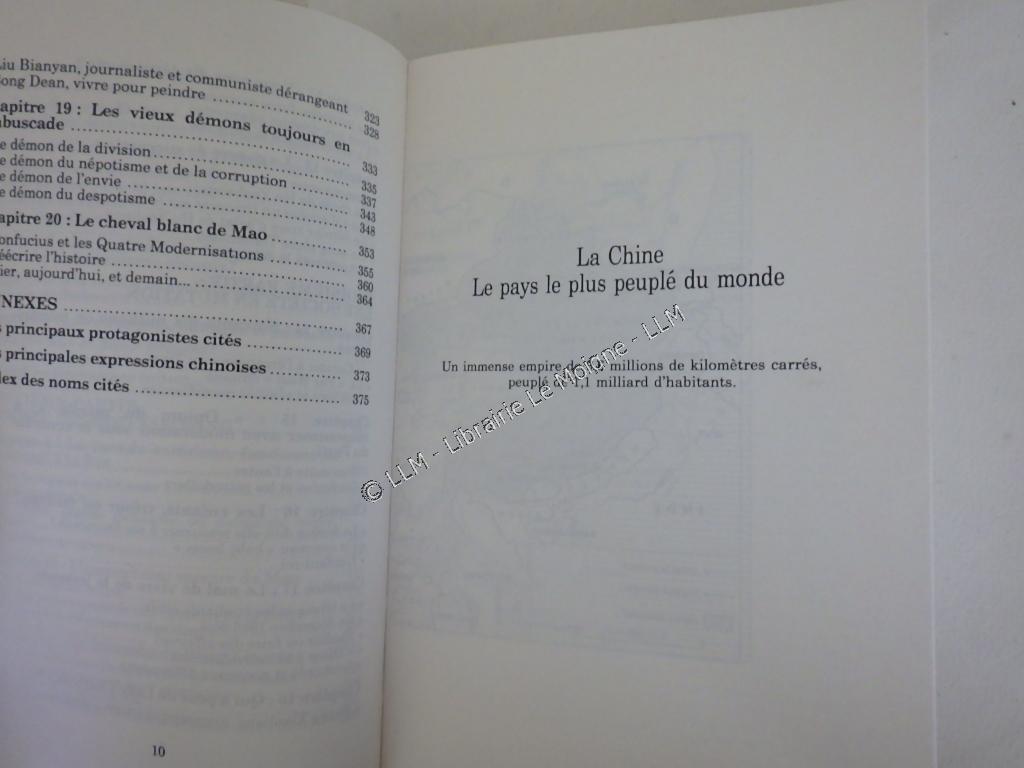 iu Bianyan, journaliste et communiste dérangeant 323
ong Dean, vivre pour peindre 328
apitre 19 : Les vieux démons toujours en
buscade 333
e démon de la division 335
e démon du népotisme et de la corruption 337
e démon de l'envie 343
e démon du despotisme 348
apitre 20 : Le cheval blanc de Mao 353
onfucius et les Quatre Modernisations 355
éécrire l'histoire 360
ier, aujourd'hui, et demain... 364
NEXES 367
s principaux protagonistes cités 369
s principales expressions chinoises 373
ex des noms cités 375
10
La Chine
Le pays le plus peuplé du monde
Un immense empire de millions de kilomètres carrés,
peuplé 1,1 milliard d'habitants.
© LLM - Librairie Le Moigne - LLM